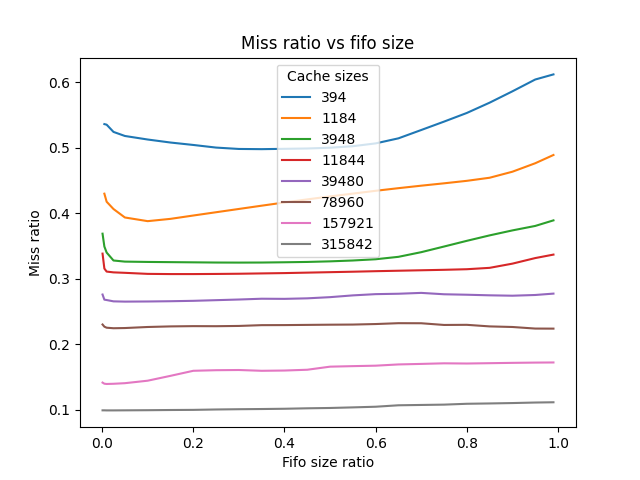 Miss ratio vs fifo size
Cache sizes
394
1184
3948
11844
39480
78960
157921
315842
Miss ratio
0.6
0.5
0.4
0.3
0.2
0.1
0.0 0.2 0.4 0.6 0.8 1.0
Fifo size ratio